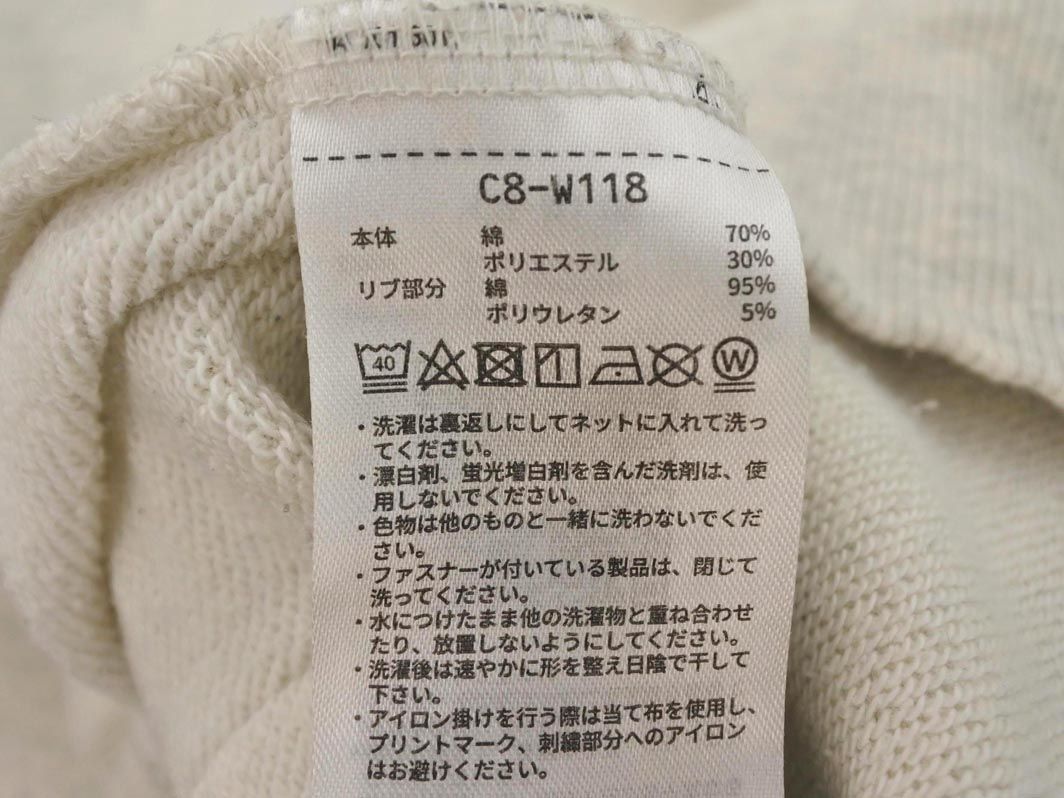 C8-W118
本体 綿 70%
ポリエステル 30%
リブ部分 綿 95%
ポリウレタン 5%
40 W
・洗濯は裏返しにしてネットに入れて洗っ
てください。
・漂白剤、蛍光増白剤を含んだ洗剤は、使
用しないでください。
・色物は他のものと一緒に洗わないでくだ
さい。
・ファスナーが付いている製品は、閉じて
洗ってください。
・水につけたまま他の洗濯物と重ね合わせ
たり、放置しないようにしてください。
・洗濯後は速やかに形を整え日陰で干して
下さい。
・アイロン掛けを行う際は当て布を使用し、
プリントマーク、刺繍部分へのアイロン
はお避けください。